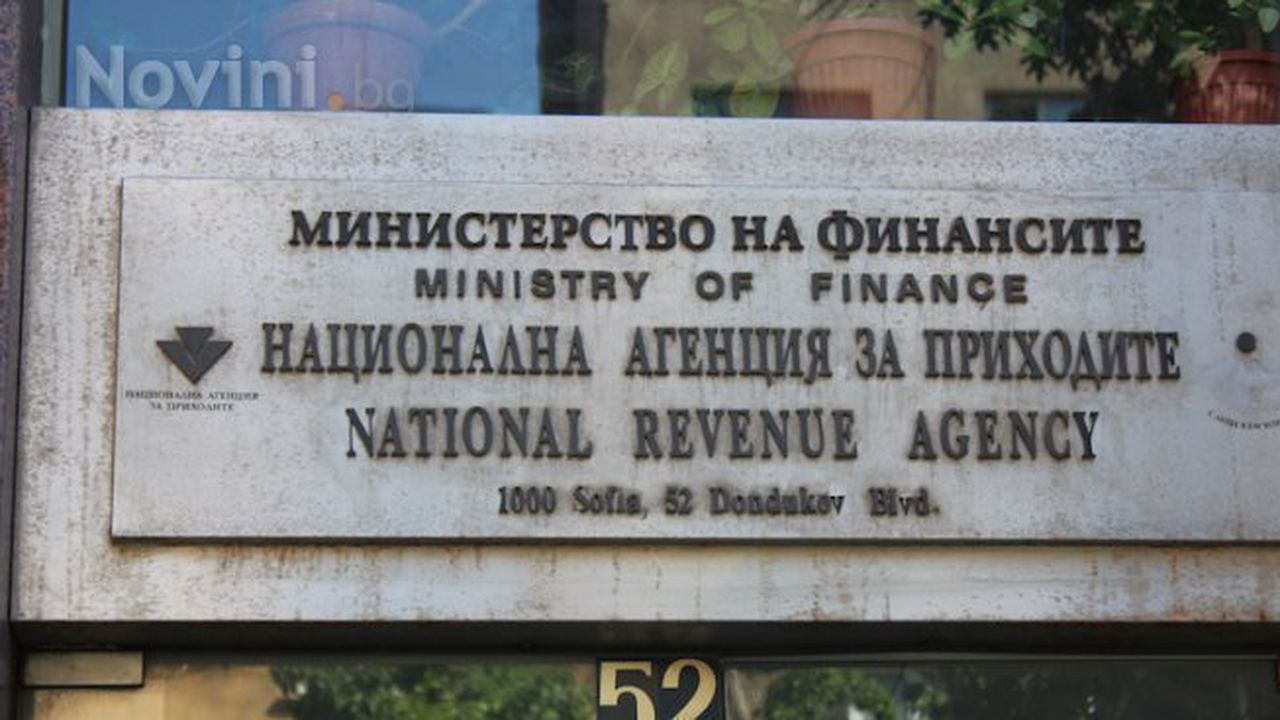 Novini.bg
МИНИСТЕРСТВО НА ФИНАНСИТЕ
MINISTRY OF FINANCE
НАЦИОНАЛНА АГЕНЦИЯ ЗА ПРИХОДИТЕ
НАЦИОНАЛНА АГЕНЦИЯ
ЗА ПРИХОДИТЕ
NATIONAL REVENUE AGENCY
1000 Sofia, 52 Dondukov Blvd.
52